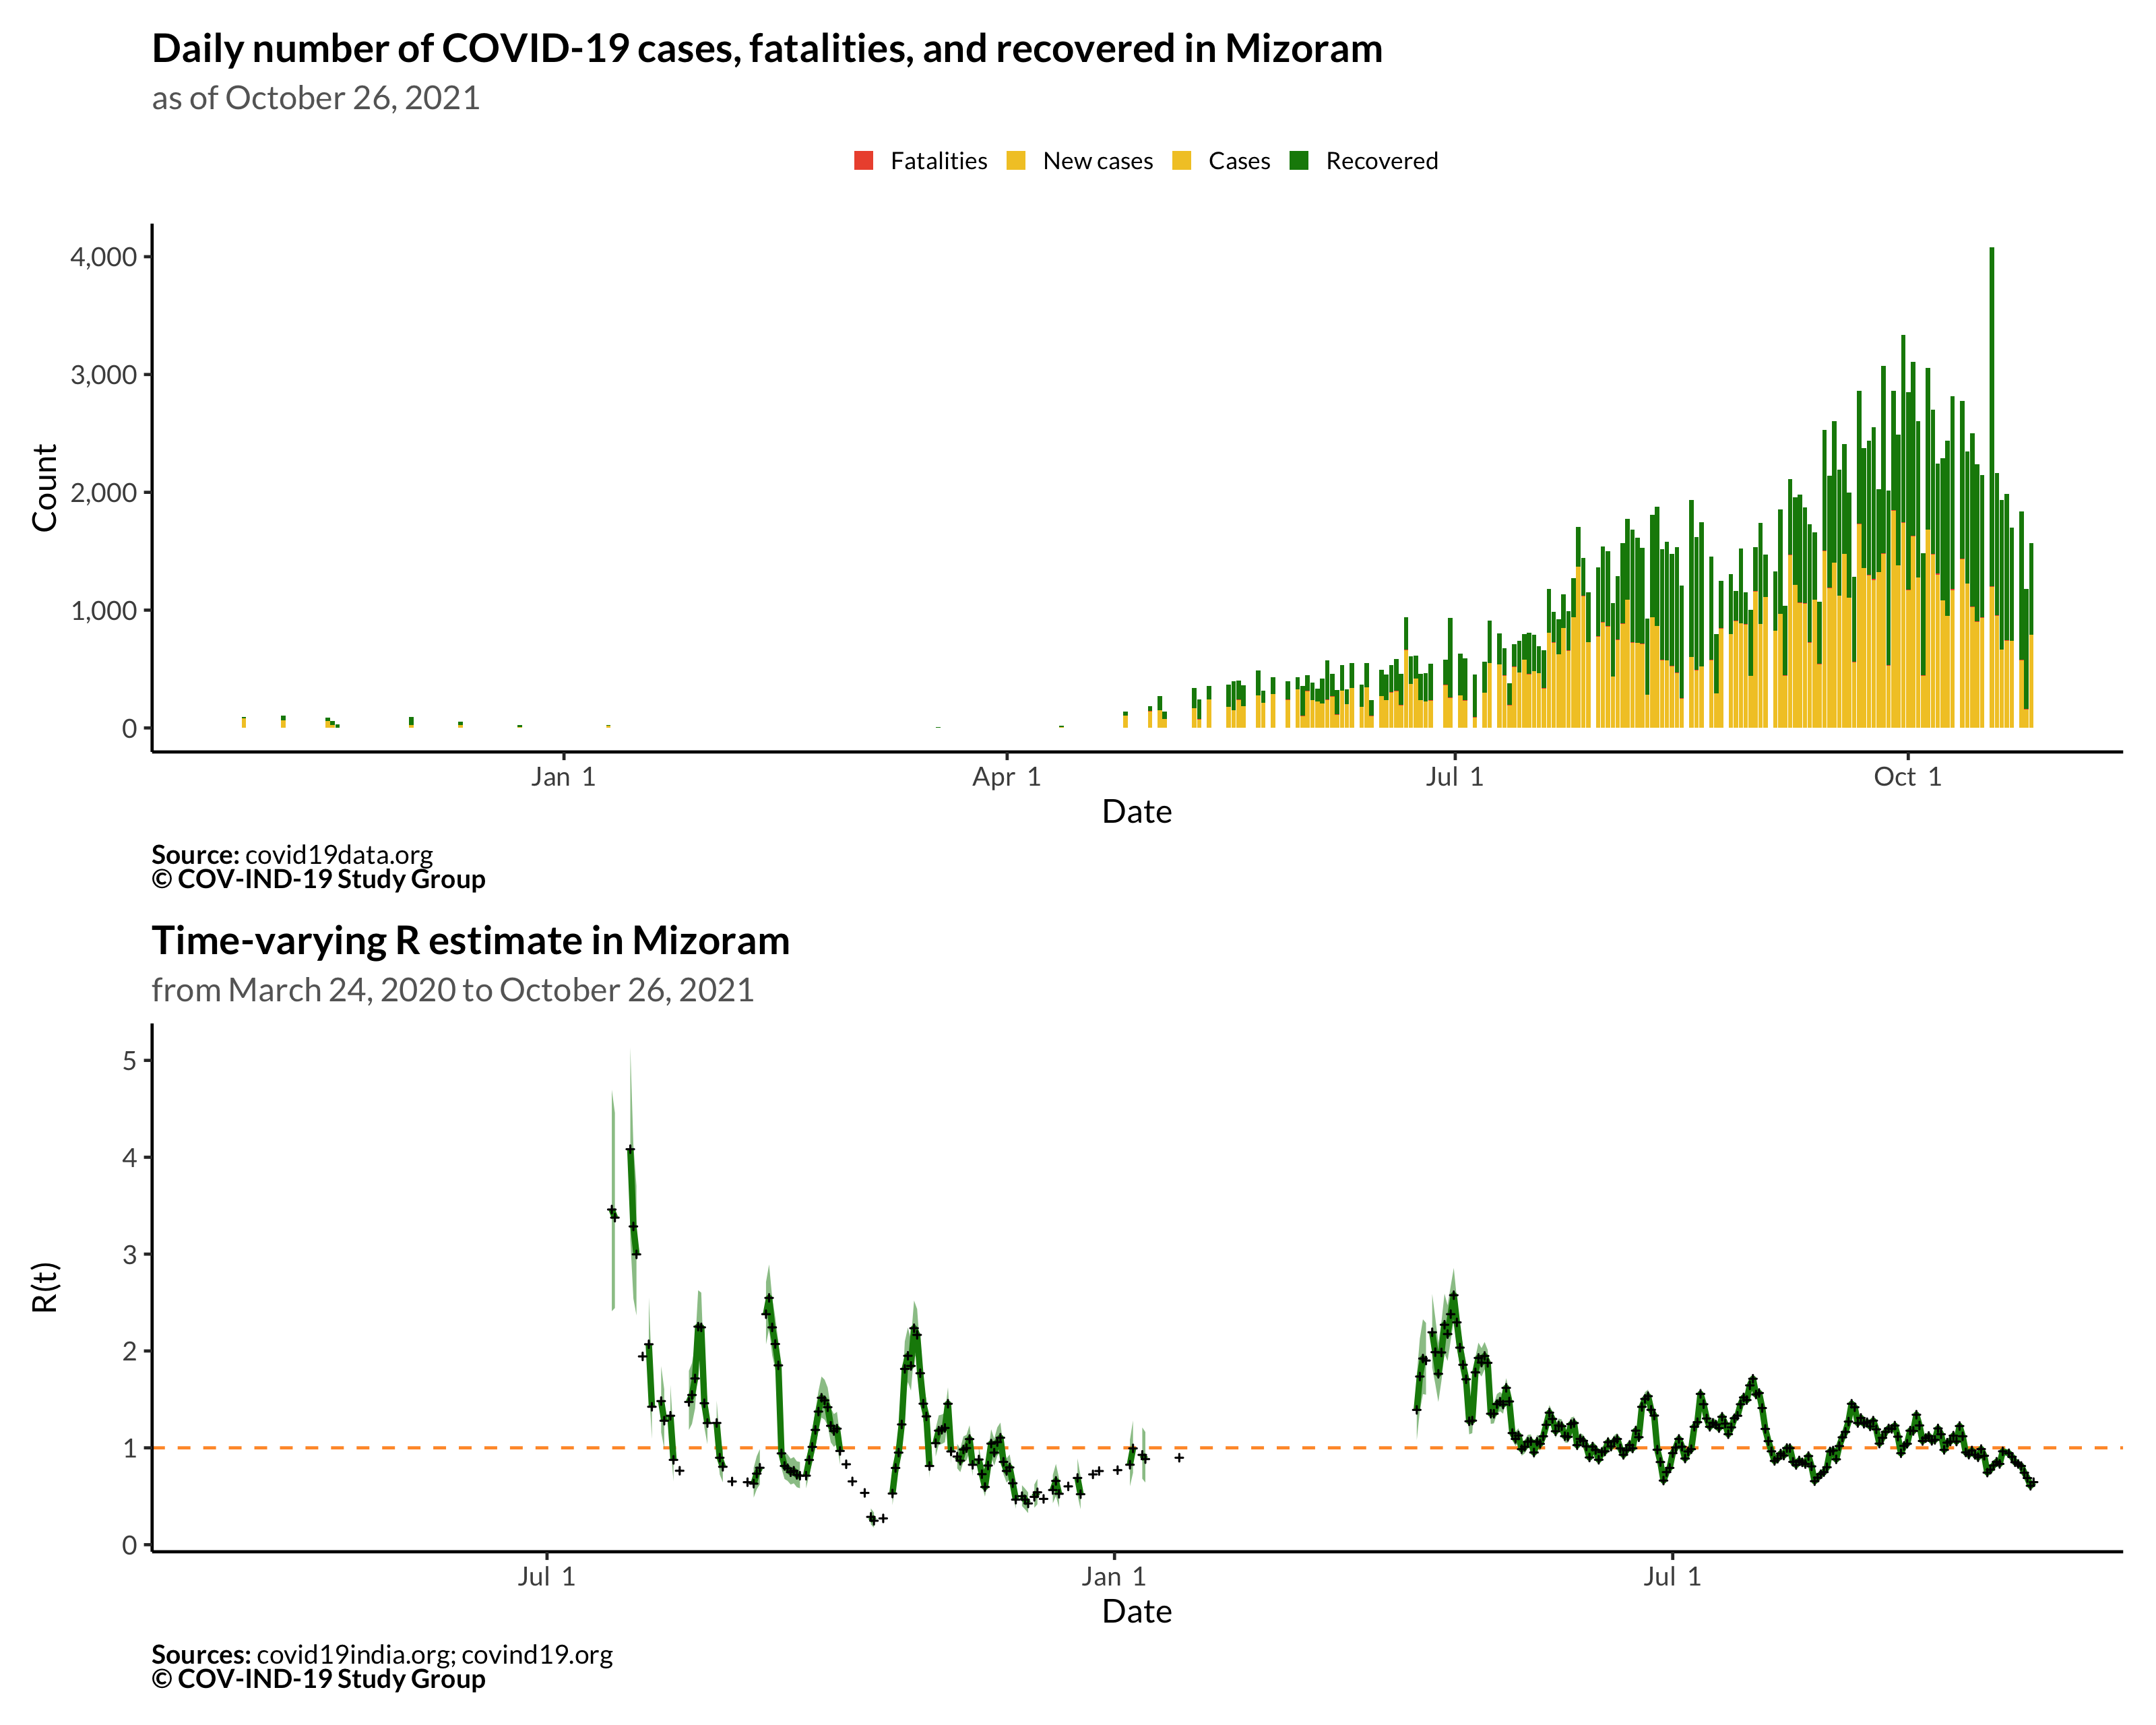 Daily number of COVID-19 cases, fatalities, and recovered in Mizoram
as of October 26, 2021
Fatalities New cases Cases Recovered
4,000
3,000
2,000
1,000
0
Count
Jan 1 Apr 1 Jul 1 Oct 1
Date
Source: covid19data.org
© COV-IND-19 Study Group
Time-varying R estimate in Mizoram
from March 24, 2020 to October 26, 2021
5
4
3
2
1
0
R(t)
Jul 1 Jan 1 Jul 1
Date
Sources: covid19india.org; covind19.org
© COV-IND-19 Study Group